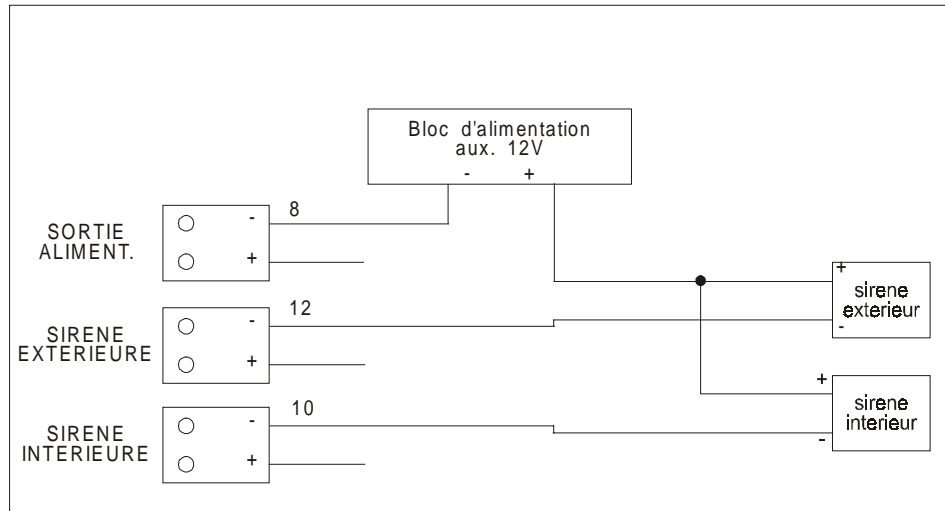 Bloc d'alimentation
aux. 12V
- +
SORTIE
ALIMENT.
-
+
8
SIRENE
EXTERIEURE
-
+
12
+
sirene
exterieur
-
SIRENE
INTERIEURE
-
+
10
+
sirene
interieur
-